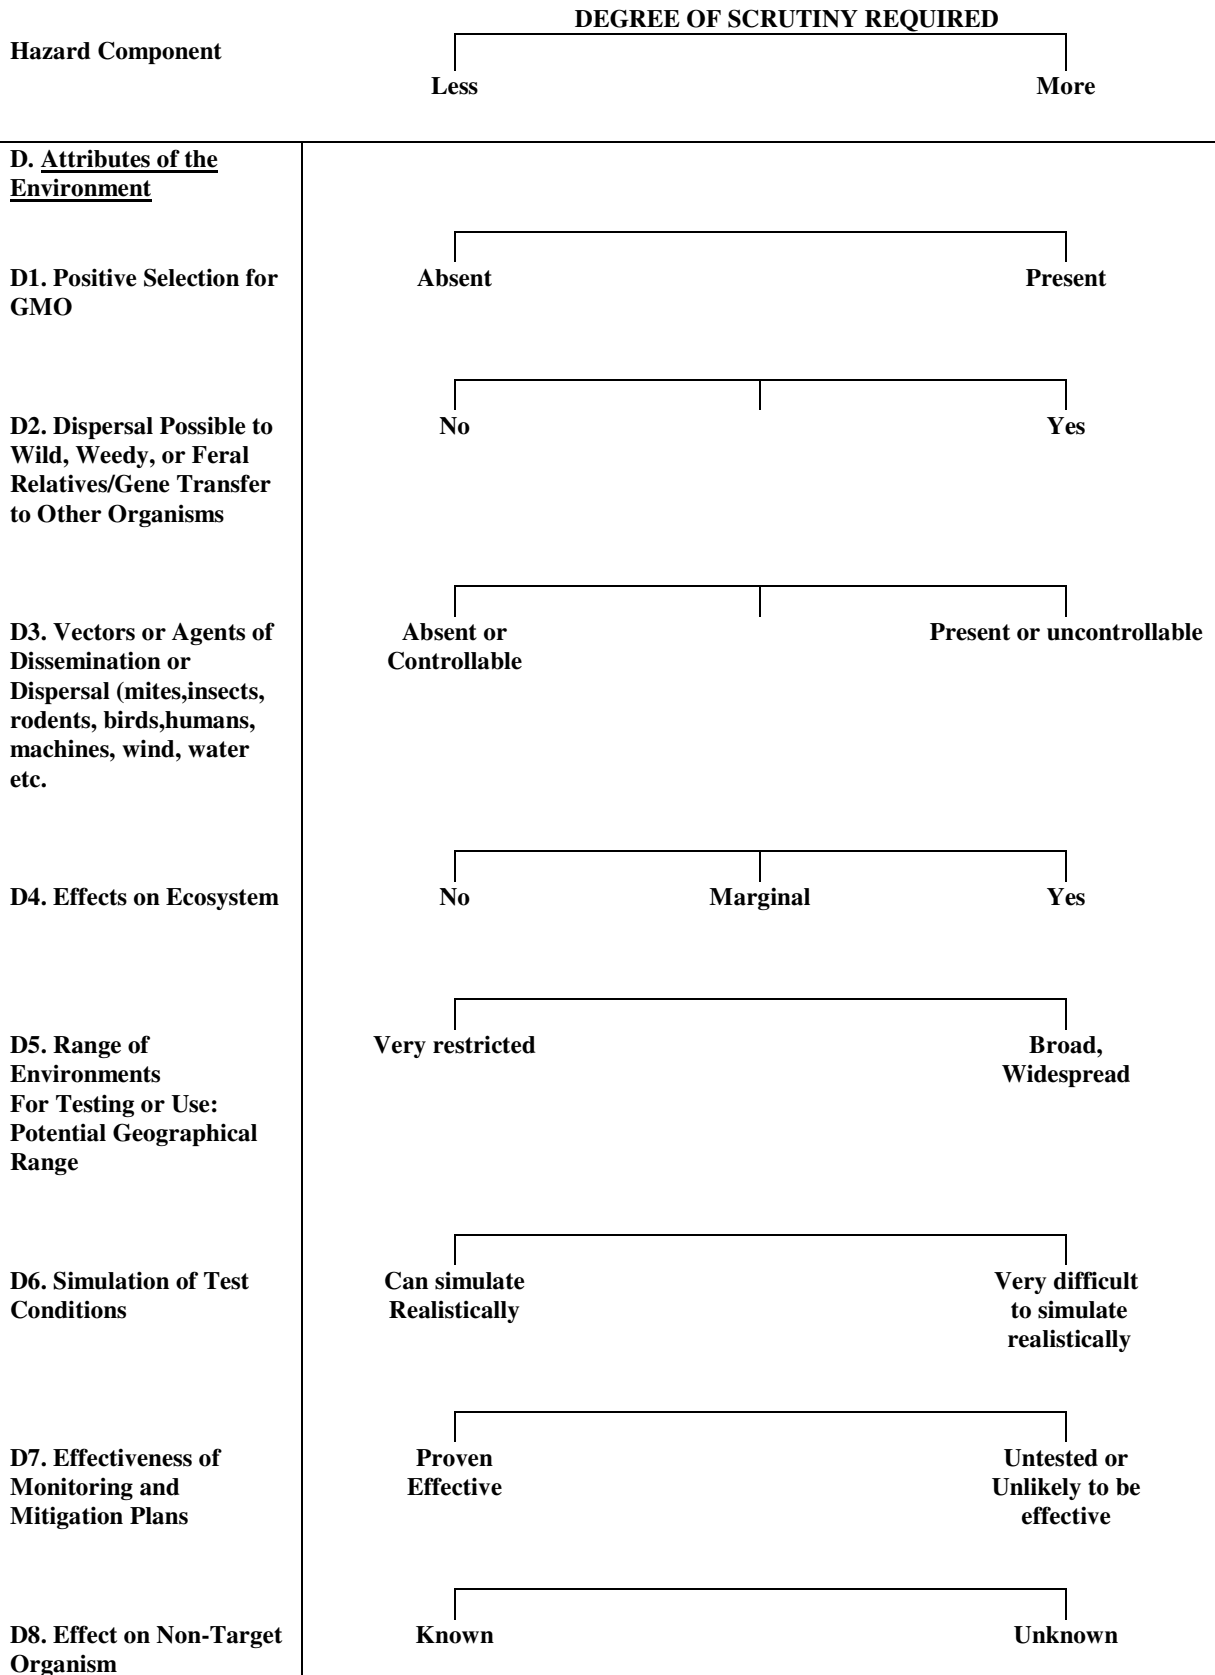 DEGREE OF SCRUTINY REQUIRED
Hazard Component
Less More
D. Attributes of the
Environment
D1. Positive Selection for Absent Present
GMO
D2. Dispersal Possible to No Yes
Wild, Weedy, or Feral
Relatives/Gene Transfer
to Other Organisms
D3. Vectors or Agents of Absent or Present or uncontrollable
Dissemination or Controllable
Dispersal (mites,insects,
rodents, birds,humans,
machines, wind, water
etc.
D4. Effects on Ecosystem No Marginal Yes
D5. Range of Very restricted Broad,
Environments Widespread
For Testing or Use:
Potential Geographical
Range
D6. Simulation of Test Can simulate Very difficult
Conditions Realistically to simulate
realistically
D7. Effectiveness of Proven Untested or
Monitoring and Effective Unlikely to be
Mitigation Plans effective
D8. Effect on Non-Target Known Unknown
Organism